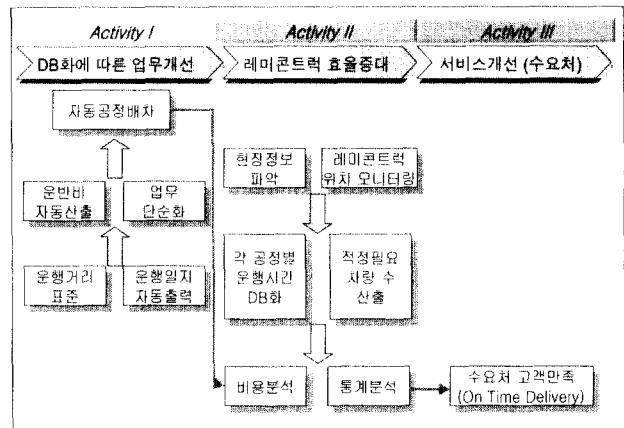 Activity I
Activity II
Activity III
DB화에 따른 업무개선
레미콘트럭 효율증대
서비스개선 (수요처)
자동공정배차
운반비
자동산출
업무
단순화
운행거리
표준
운행일지
자동출력
현장정보
파악
레미콘트럭
위치 모니터링
각 공정별
운행시간
DB화
적정필요
차량 수
산출
비용분석
통계분석
수요처 고객만족
(On Time Delivery)